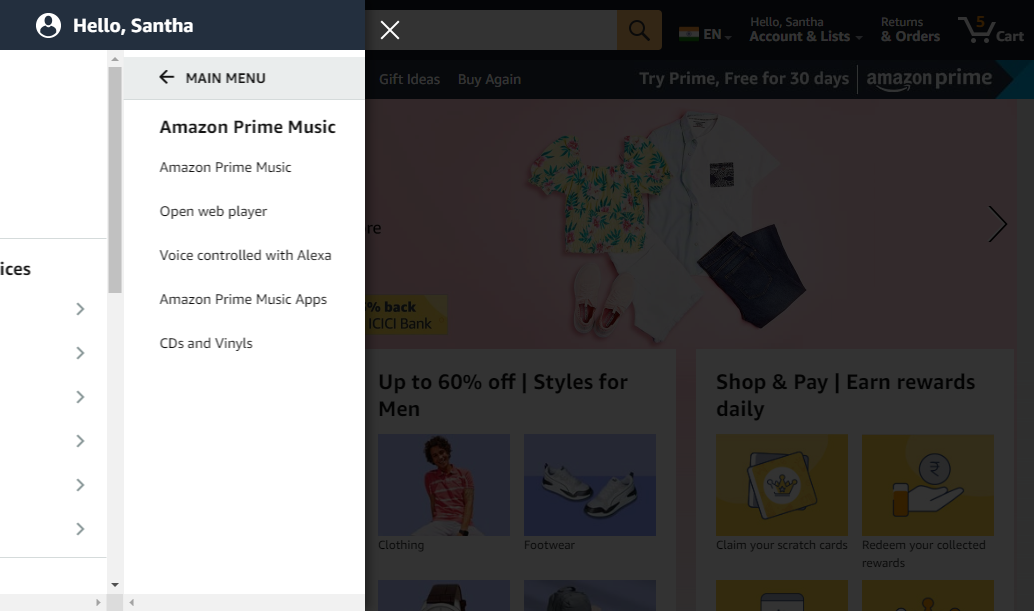 Hello, Santha
ices
MAIN MENU
Amazon Prime Music
Amazon Prime Music
Open web player
Voice controlled with Alexa
Amazon Prime Music Apps
CDs and Vinyls
EN
Hello, Santha
Account & Lists
Returns
& Orders
5
Cart
Gift Ideas
Buy Again
Try Prime, Free for 30 days
amazon prime
re
% back
ICICI Bank
Up to 60% off | Styles for
Men
Clothing
Footwear
Shop & Pay | Earn rewards
daily
Claim your scratch cards
Redeem your collected
rewards